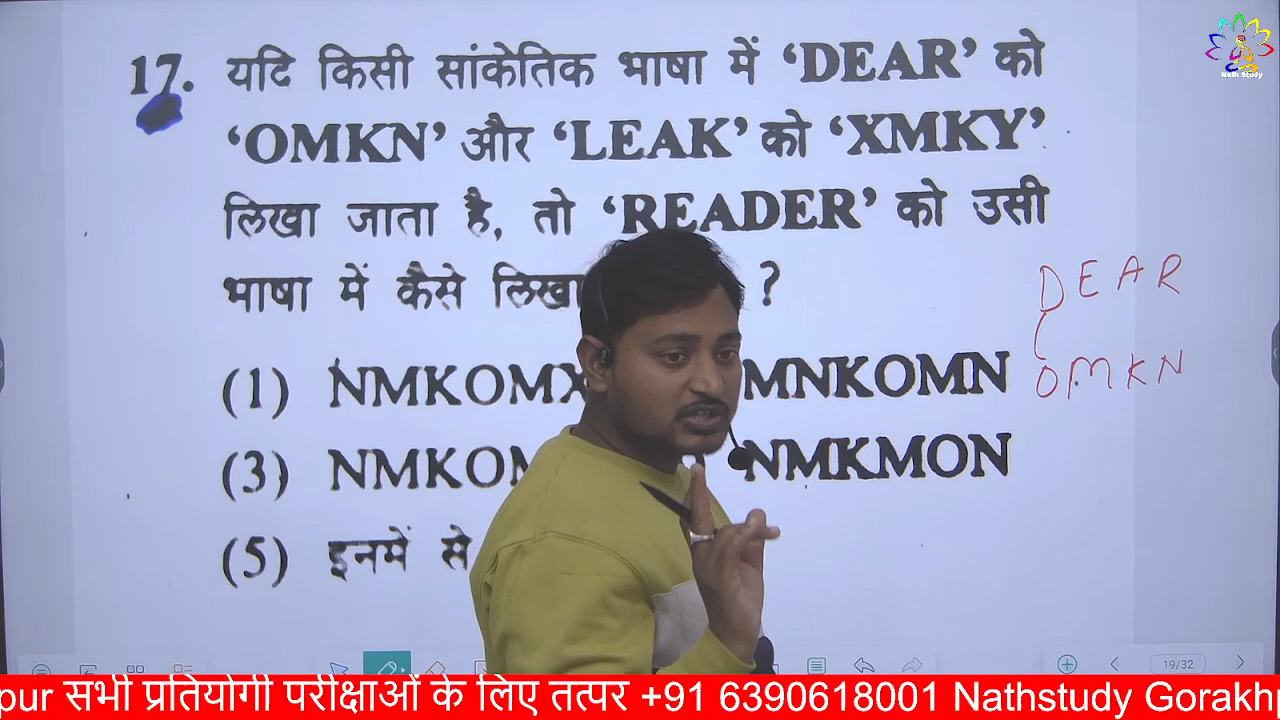 17. यदि किसी सांकेतिक भाषा में ‘DEAR’ को
‘OMKN’ और ‘LEAK’ को ‘XMKY’
लिखा जाता है, तो ‘READER’ को उसी
भाषा में कैसे लिखा ?
(1) NMKOMX MNKOMN
(3) NMKOM NMKMON
(5) इनमें से
DEAR
OMKN
19/32
Nath Study
pur सभी प्रतियोगी परीक्षाओं के लिए तत्पर +91 6390618001 Nathstudy Gorakhp